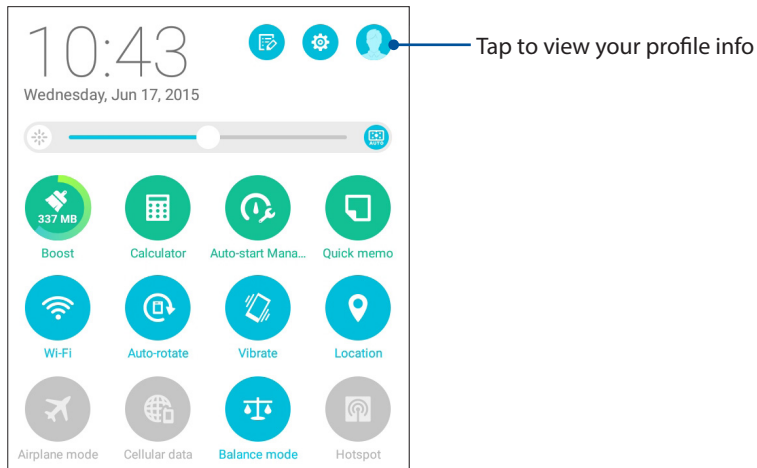 10:43
Tap to view your profile info
Wednesday, Jun 17, 2015
AUTO
337 MB
Boost
Calculator
Auto-start Mana...
Quick memo
Wi-Fi
Auto-rotate
Vibrate
Location
Airplane mode
Cellular data
Balance mode
Hotspot